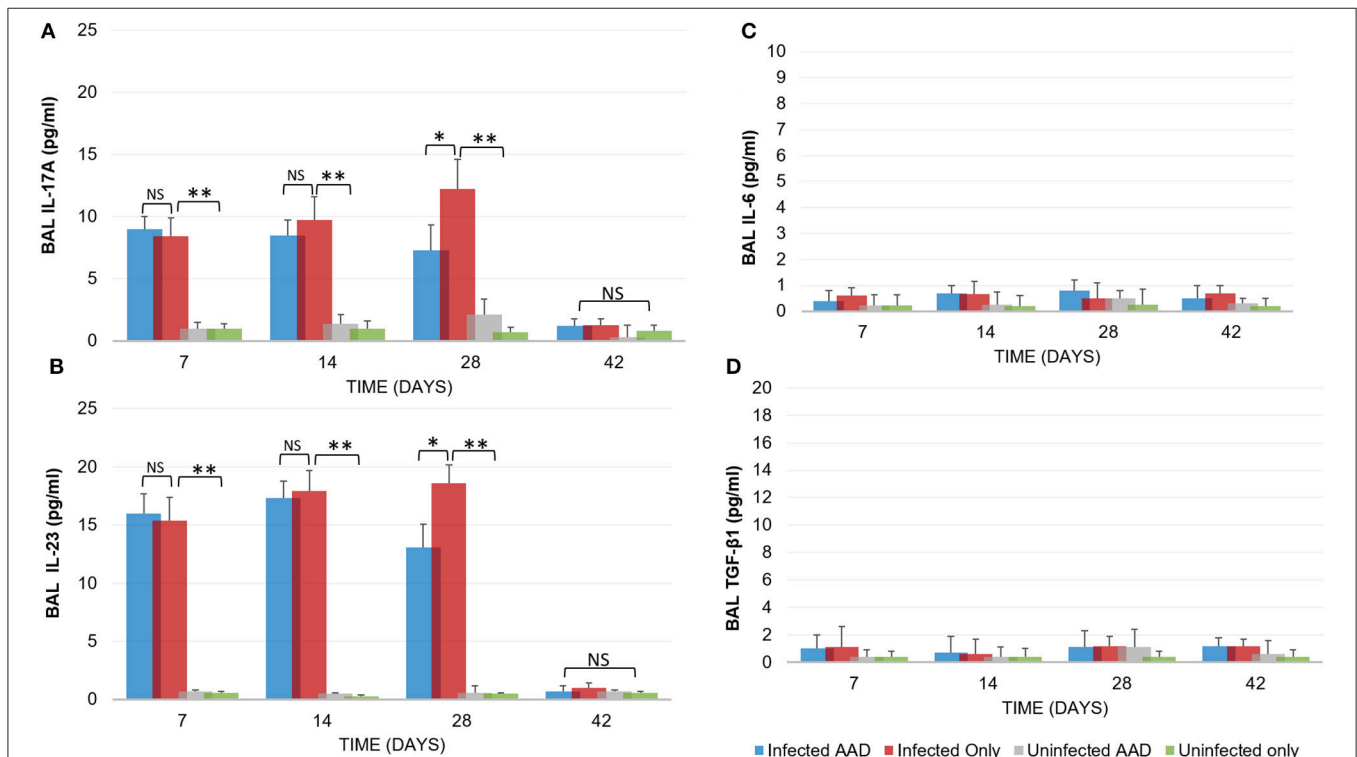 A
BAL IL-17A (pg/ml)
25
20
15
10
5
0
NS
**
NS
**
*
**
NS
7
14
28
42
TIME (DAYS)
B
BAL IL-23 (pg/ml)
25
20
15
10
5
0
NS
**
NS
**
*
**
NS
7
14
28
42
TIME (DAYS)
C
BAL IL-6 (pg/ml)
10
9
8
7
6
5
4
3
2
1
0
7
14
28
42
TIME (DAYS)
D
BAL TGF-β1 (pg/ml)
20
18
16
14
12
10
8
6
4
2
0
7
14
28
42
TIME (DAYS)
Infected AAD
Infected Only
Uninfected AAD
Uninfected only